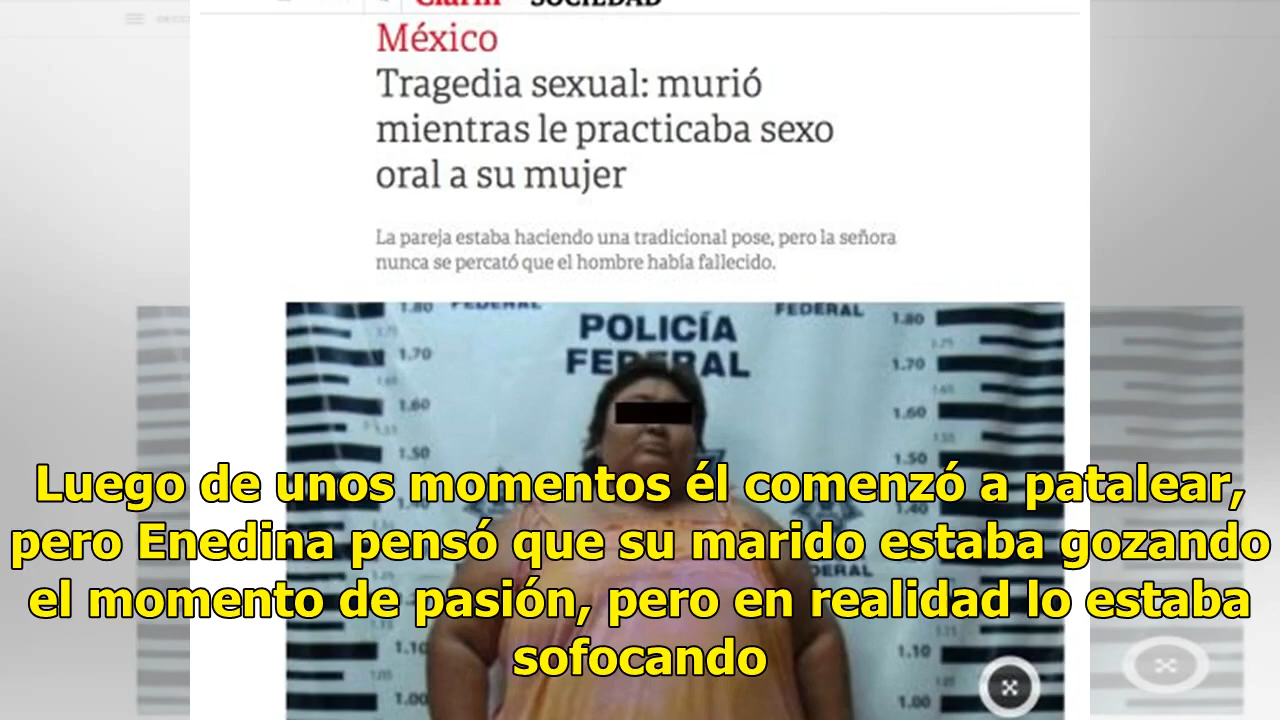 Clarín SOCIEDAD
México
Tragedia sexual: murió
mientras le practicaba sexo
oral a su mujer
La pareja estaba haciendo una tradicional pose, pero la señora
nunca se percató que el hombre había fallecido.
1.80 FEDERAL FEDERAL 1.80
POLICÍA
FEDERAL
1.70 1.70
1.60 1.60
1.50 1.50
Luego de unos momentos él comenzó a patalear,
1.40
pero Enedina pensó que su marido estaba gozando
el momento de pasión, pero en realidad lo estaba
sofocando
1.10 1.10
1.00 1.00